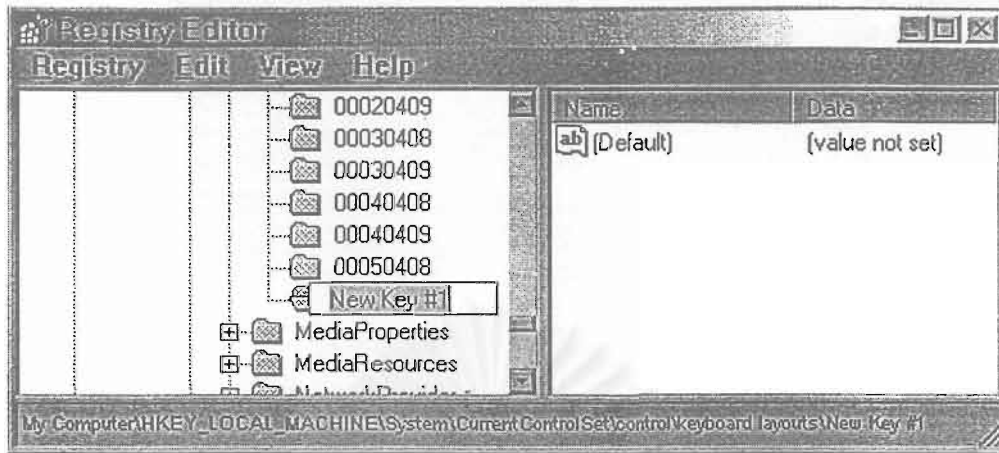 Registry Editor
Registry Edit View Help
Name Data
00020409
00030408
00030409
00040408
00040409
00050408
New Key #1
MediaProperties
MediaResources
(Default) (value not set)
My Computer\HKEY_LOCAL_MACHINE\System\CurrentControlSet\control\keyboard layouts\New Key #1